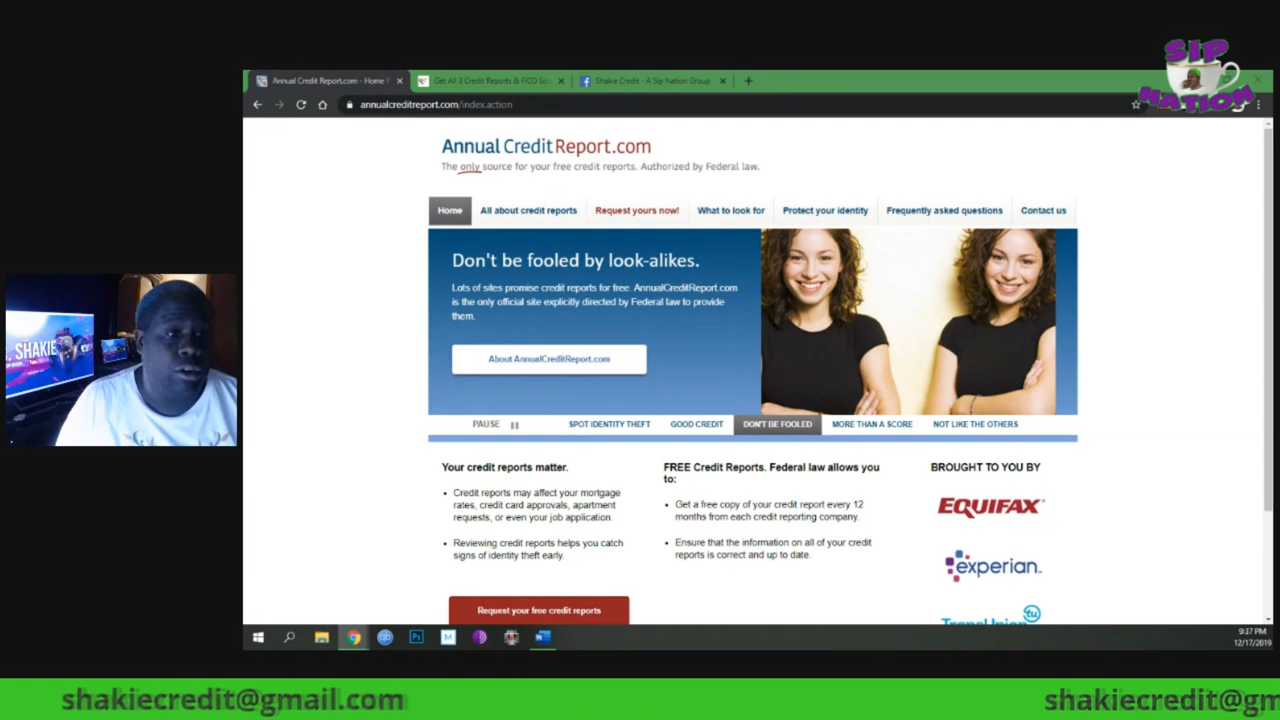 SIP
NATION
Annual Credit Report.com - Home
Get All 3 Credit Reports & FICO Sco
Shakie Credit - A Sip Nation Group
annualcreditreport.com/index.action
AnnualCreditReport.com
The only source for your free credit reports. Authorized by Federal law.
Home
All about credit reports
Request yours now!
What to look for
Protect your identity
Frequently asked questions
Contact us
Don't be fooled by look-alikes.
Lots of sites promise credit reports for free. AnnualCreditReport.com
is the only official site explicitly directed by Federal law to provide
them.
About AnnualCreditReport.com
PAUSE
SPOT IDENTITY THEFT
GOOD CREDIT
DON'T BE FOOLED
MORE THAN A SCORE
NOT LIKE THE OTHERS
Your credit reports matter.
• Credit reports may affect your mortgage
rates, credit card approvals, apartment
requests, or even your job application.
• Reviewing credit reports helps you catch
signs of identity theft early.
Request your free credit reports
FREE Credit Reports. Federal law allows you
to:
• Get a free copy of your credit report every 12
months from each credit reporting company.
• Ensure that the information on all of your credit
reports is correct and up to date.
BROUGHT TO YOU BY
EQUIFAX
experian.
tu
TransUnion
SHAKIE
Ps
M
9:37 PM
12/17/2019
shakiecredit@gmail.com
shakiecredit@gm